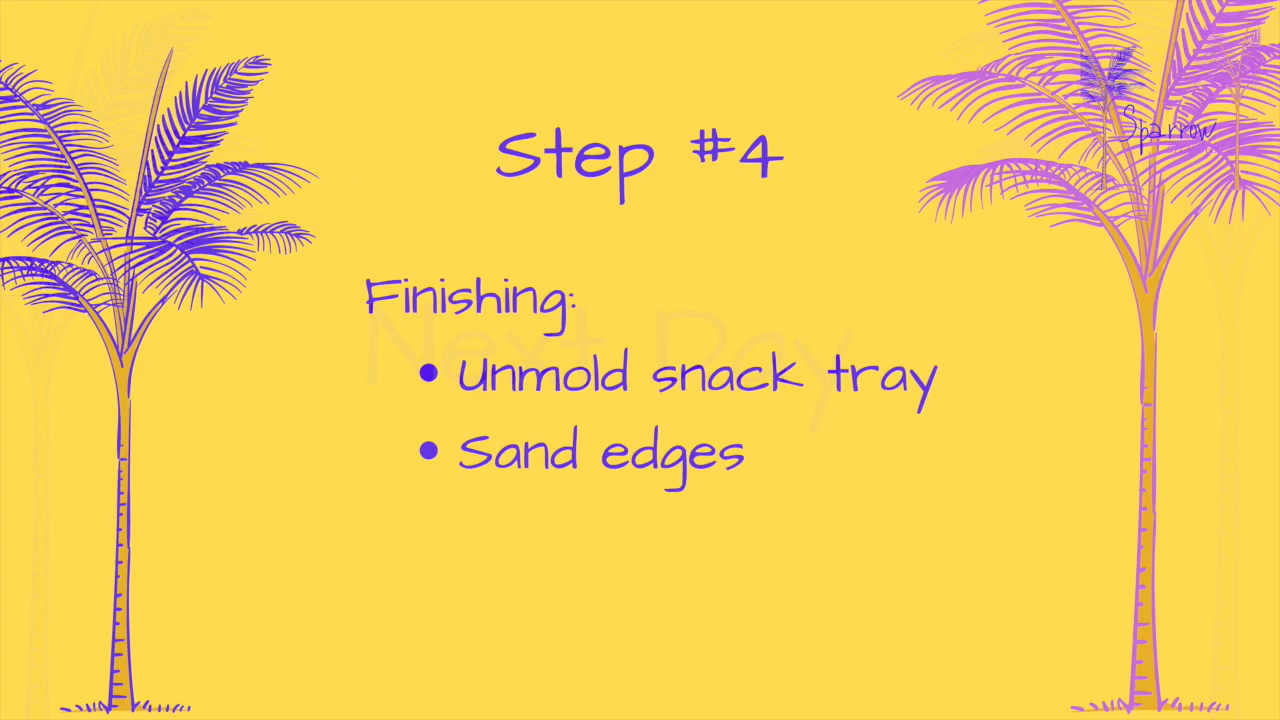 Sparrow
Step #4
Finishing:
Next Day
• Unmold snack tray
• Sand edges